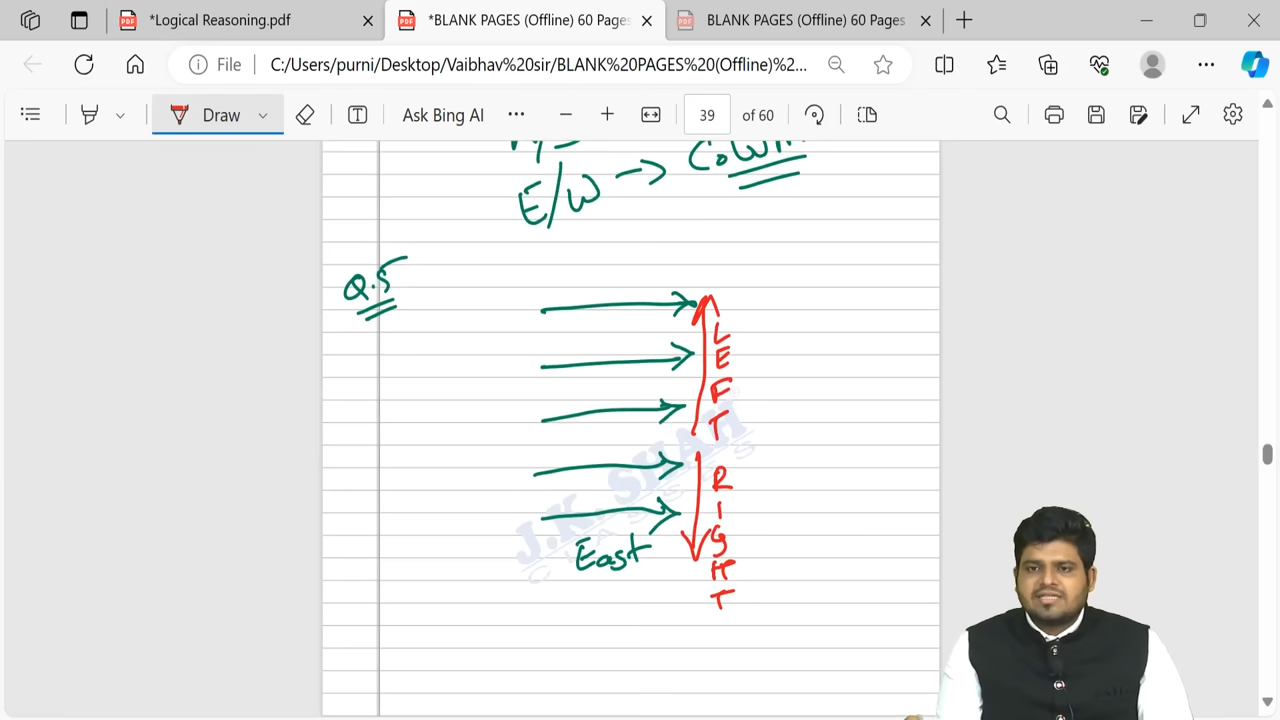 *Logical Reasoning.pdf
*BLANK PAGES (Offline) 60 Pages
BLANK PAGES (Offline) 60 Pages
File
C:/Users/purni/Desktop/Vaibhav%20sir/BLANK%20PAGES%20(Offline)%2...
Draw
Ask Bing AI
39
of 60
E/W →
Q.5
LEFT
RIGHT
East
J.K. SHAH
CLASSES